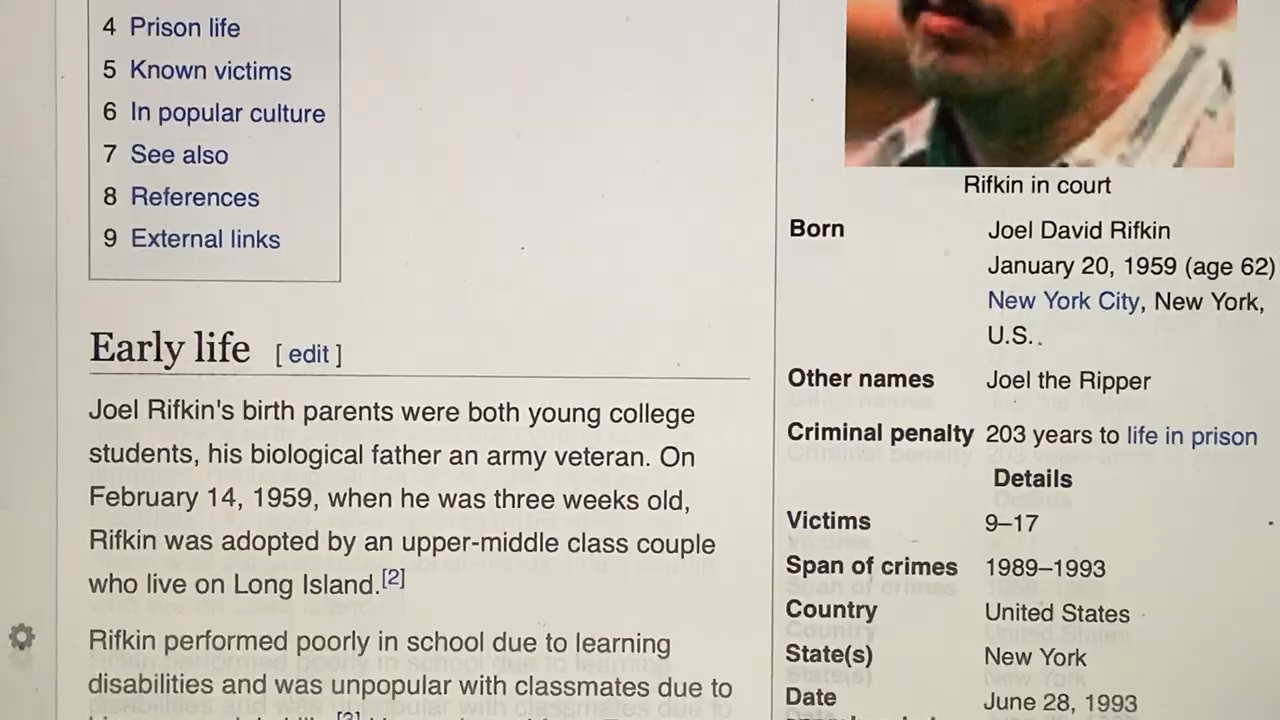 4 Prison life
5 Known victims
6 In popular culture
7 See also
8 References
9 External links
Early life [ edit ]
Joel Rifkin's birth parents were both young college
students, his biological father an army veteran. On
February 14, 1959, when he was three weeks old,
Rifkin was adopted by an upper-middle class couple
who live on Long Island.[2]
Rifkin performed poorly in school due to learning
disabilities and was unpopular with classmates due to
Rifkin in court
Born Joel David Rifkin
January 20, 1959 (age 62)
New York City, New York,
U.S.
Other names Joel the Ripper
Criminal penalty 203 years to life in prison
Details
Victims 9–17
Span of crimes 1989–1993
Country United States
State(s) New York
Date June 28, 1993